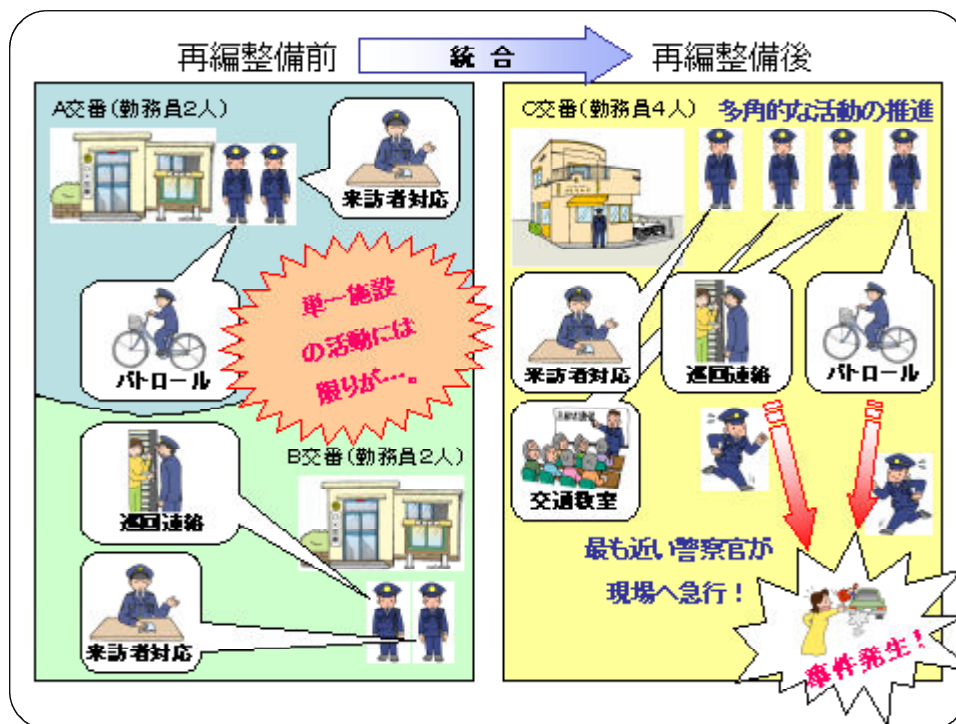 再編整備前
統合
再編整備後
A交番(勤務員2人)
来訪者対応
パトロール
単一施設
の活動には
限りが…。
巡回連絡
B交番(勤務員2人)
来訪者対応
C交番(勤務員4人)
多角的な活動の推進
来訪者対応
巡回連絡
パトロール
交通教室
最も近い警察官が
現場へ急行！
事件発生！